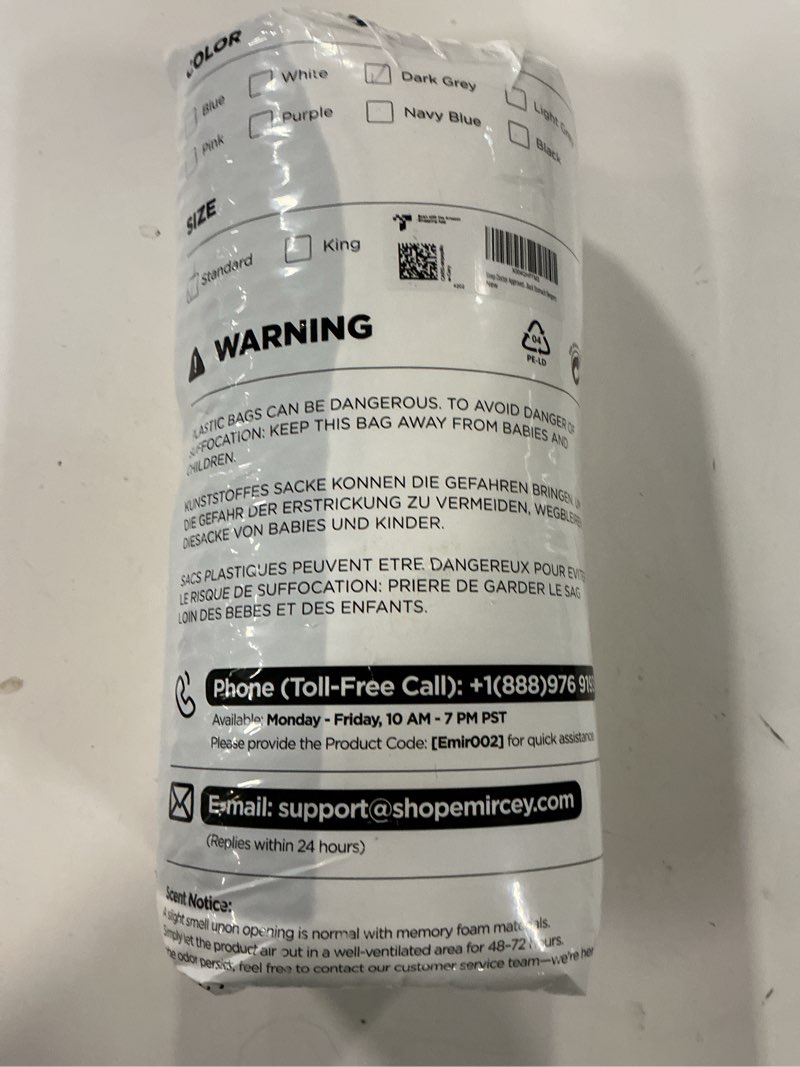 COLOR
Blue
White
Dark Grey
Light
Pink
Purple
Navy Blue
Black
SIZE
Standard
King
New
WARNING
04
PE-LD
PLASTIC BAGS CAN BE DANGEROUS. TO AVOID DANGER OF
SUFFOCATION: KEEP THIS BAG AWAY FROM BABIES AND
CHILDREN.
KUNSTSTOFFES SACKE KONNEN DIE GEFAHREN BRINGEN
DIE GEFAHR DER ERSTRICKUNG ZU VERMEIDEN,
DIESACKE VON BABIES UND KINDER.
SACS PLASTIQUES PEUVENT ETRE DANGEREUX POUR
LE RISQUE DE SUFFOCATION: PRIERE DE GARDER LE SAG
LOIN DES BEBES ET DES ENFANTS.
Phone (Toll-Free Call): +1(888)976
Available: Monday - Friday, 10 AM - 7 PM PST
Please provide the Product Code: [Emir002] for quick assistance
E-mail: support@shopemircey.com
(Replies within 24 hours)
Scent Notice:
A slight smell upon opening is normal with memory foam materials.
Simply let the product air out in a well-ventilated area for 48-72 hours.
the odor persist, feel free to contact our customer service team—we're